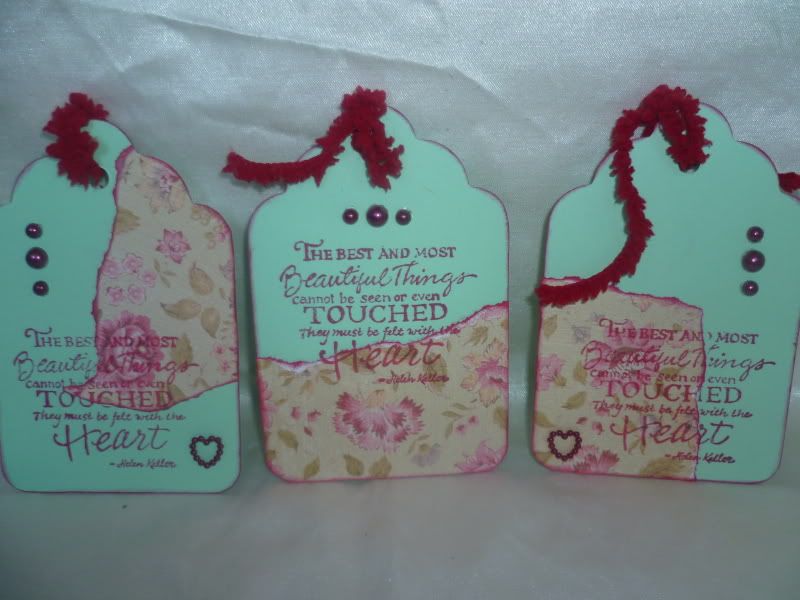 THE BEST AND MOST
Beautiful Things
cannot be seen or even
TOUCHED
They must be felt with the
Heart
- Helen Keller
THE BEST AND MOST
Beautiful Things
cannot be seen or even
TOUCHED
They must be felt with the
Heart
- Helen Keller
THE BEST AND MOST
Beautiful Things
cannot be seen or even
TOUCHED
They must be felt with the
Heart
- Helen Keller